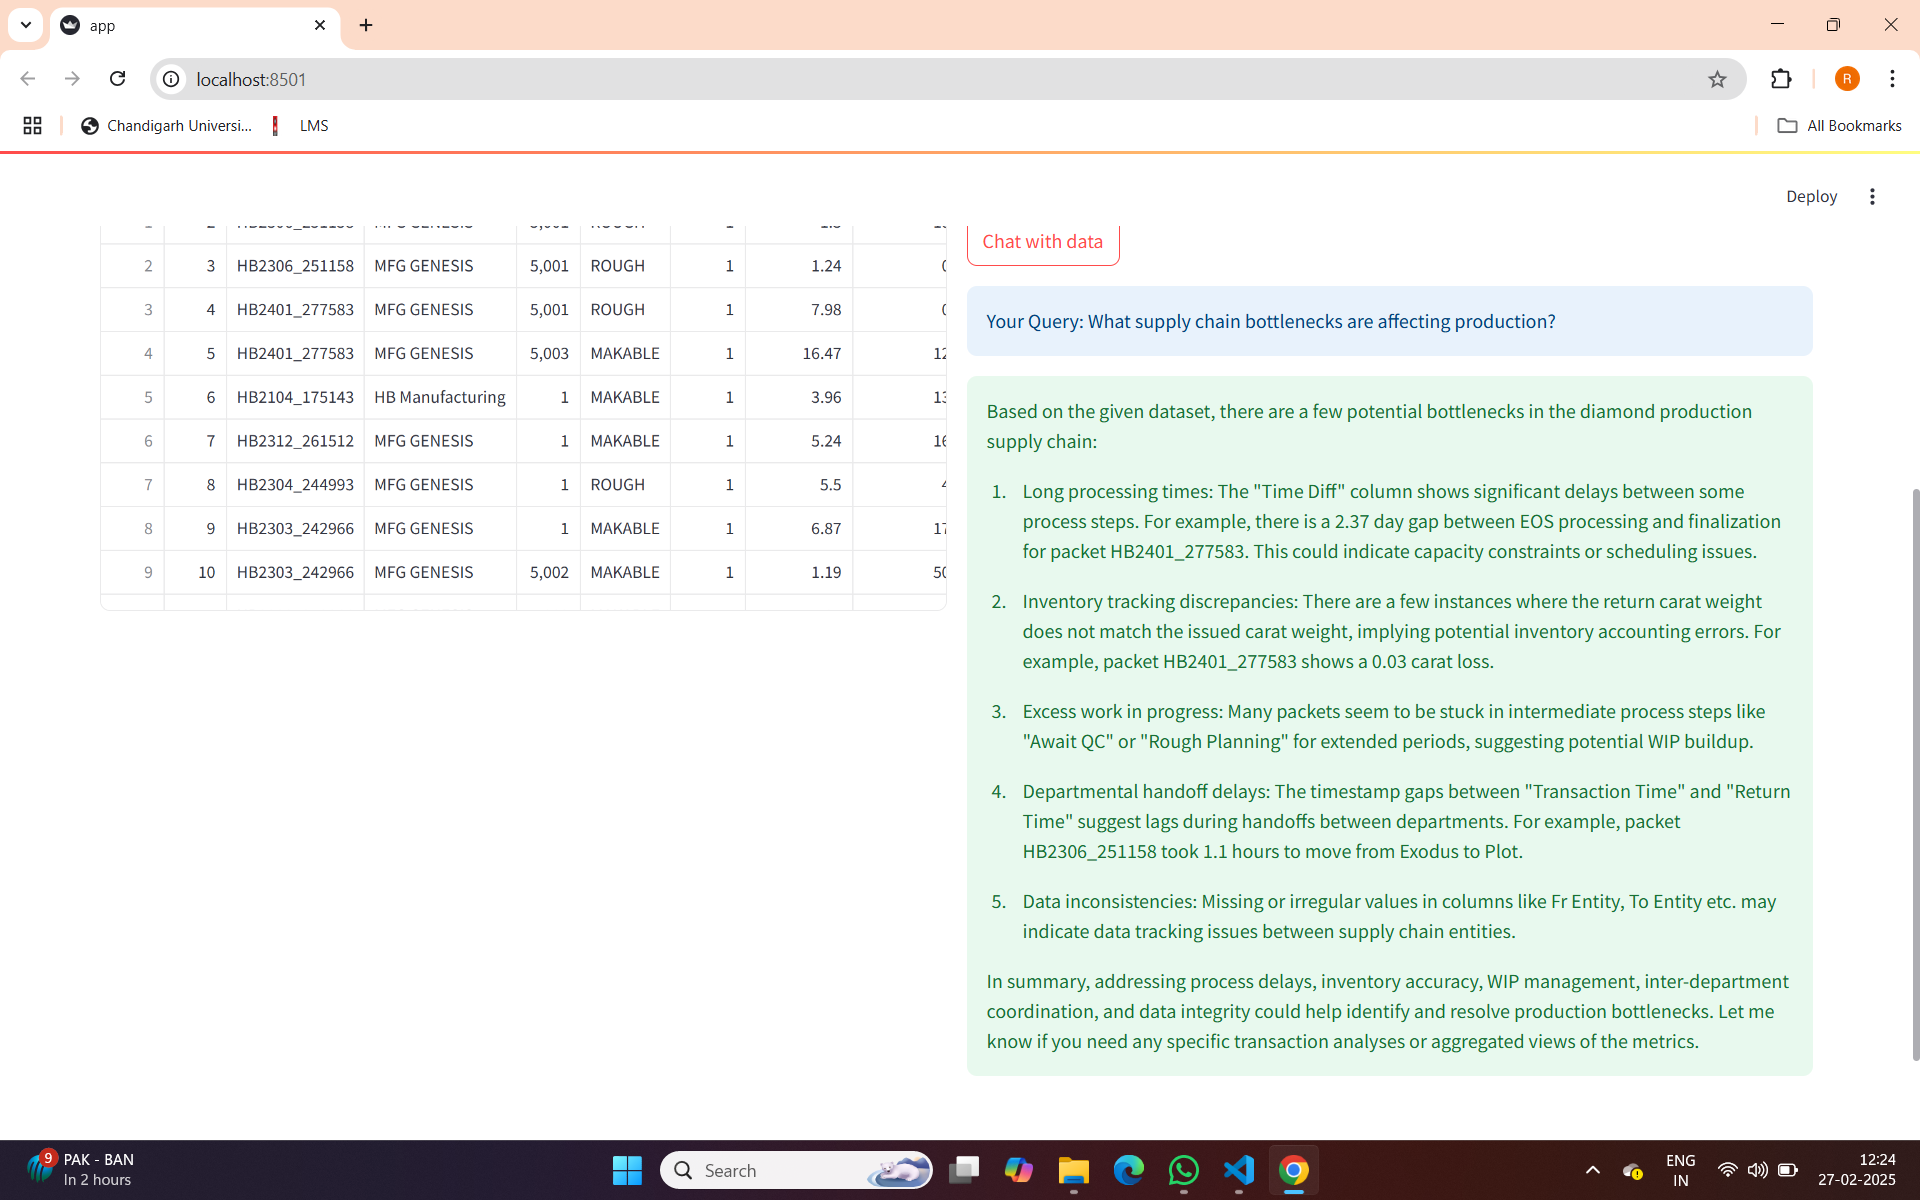 app
localhost:8501
Chandigarh Universi...
LMS
All Bookmarks
Deploy
2 3 HB2306_251158 MFG GENESIS 5,001 ROUGH 1 1.24
3 4 HB2401_277583 MFG GENESIS 5,001 ROUGH 1 7.98
4 5 HB2401_277583 MFG GENESIS 5,003 MAKABLE 1 16.47 12
5 6 HB2104_175143 HB Manufacturing 1 MAKABLE 1 3.96 13
6 7 HB2312_261512 MFG GENESIS 1 MAKABLE 1 5.24 16
7 8 HB2304_244993 MFG GENESIS 1 ROUGH 1 5.5
8 9 HB2303_242966 MFG GENESIS 1 MAKABLE 1 6.87 17
9 10 HB2303_242966 MFG GENESIS 5,002 MAKABLE 1 1.19 50
Chat with data
Your Query: What supply chain bottlenecks are affecting production?
Based on the given dataset, there are a few potential bottlenecks in the diamond production
supply chain:
1. Long processing times: The "Time Diff" column shows significant delays between some
process steps. For example, there is a 2.37 day gap between EOS processing and finalization
for packet HB2401_277583. This could indicate capacity constraints or scheduling issues.
2. Inventory tracking discrepancies: There are a few instances where the return carat weight
does not match the issued carat weight, implying potential inventory accounting errors. For
example, packet HB2401_277583 shows a 0.03 carat loss.
3. Excess work in progress: Many packets seem to be stuck in intermediate process steps like
"Await QC" or "Rough Planning" for extended periods, suggesting potential WIP buildup.
4. Departmental handoff delays: The timestamp gaps between "Transaction Time" and "Return
Time" suggest lags during handoffs between departments. For example, packet
HB2306_251158 took 1.1 hours to move from Exodus to Plot.
5. Data inconsistencies: Missing or irregular values in columns like Fr Entity, To Entity etc. may
indicate data tracking issues between supply chain entities.
In summary, addressing process delays, inventory accuracy, WIP management, inter-department
coordination, and data integrity could help identify and resolve production bottlenecks. Let me
know if you need any specific transaction analyses or aggregated views of the metrics.
R
9
PAK - BAN
In 2 hours
Search
ENG
IN
12:24
27-02-2025